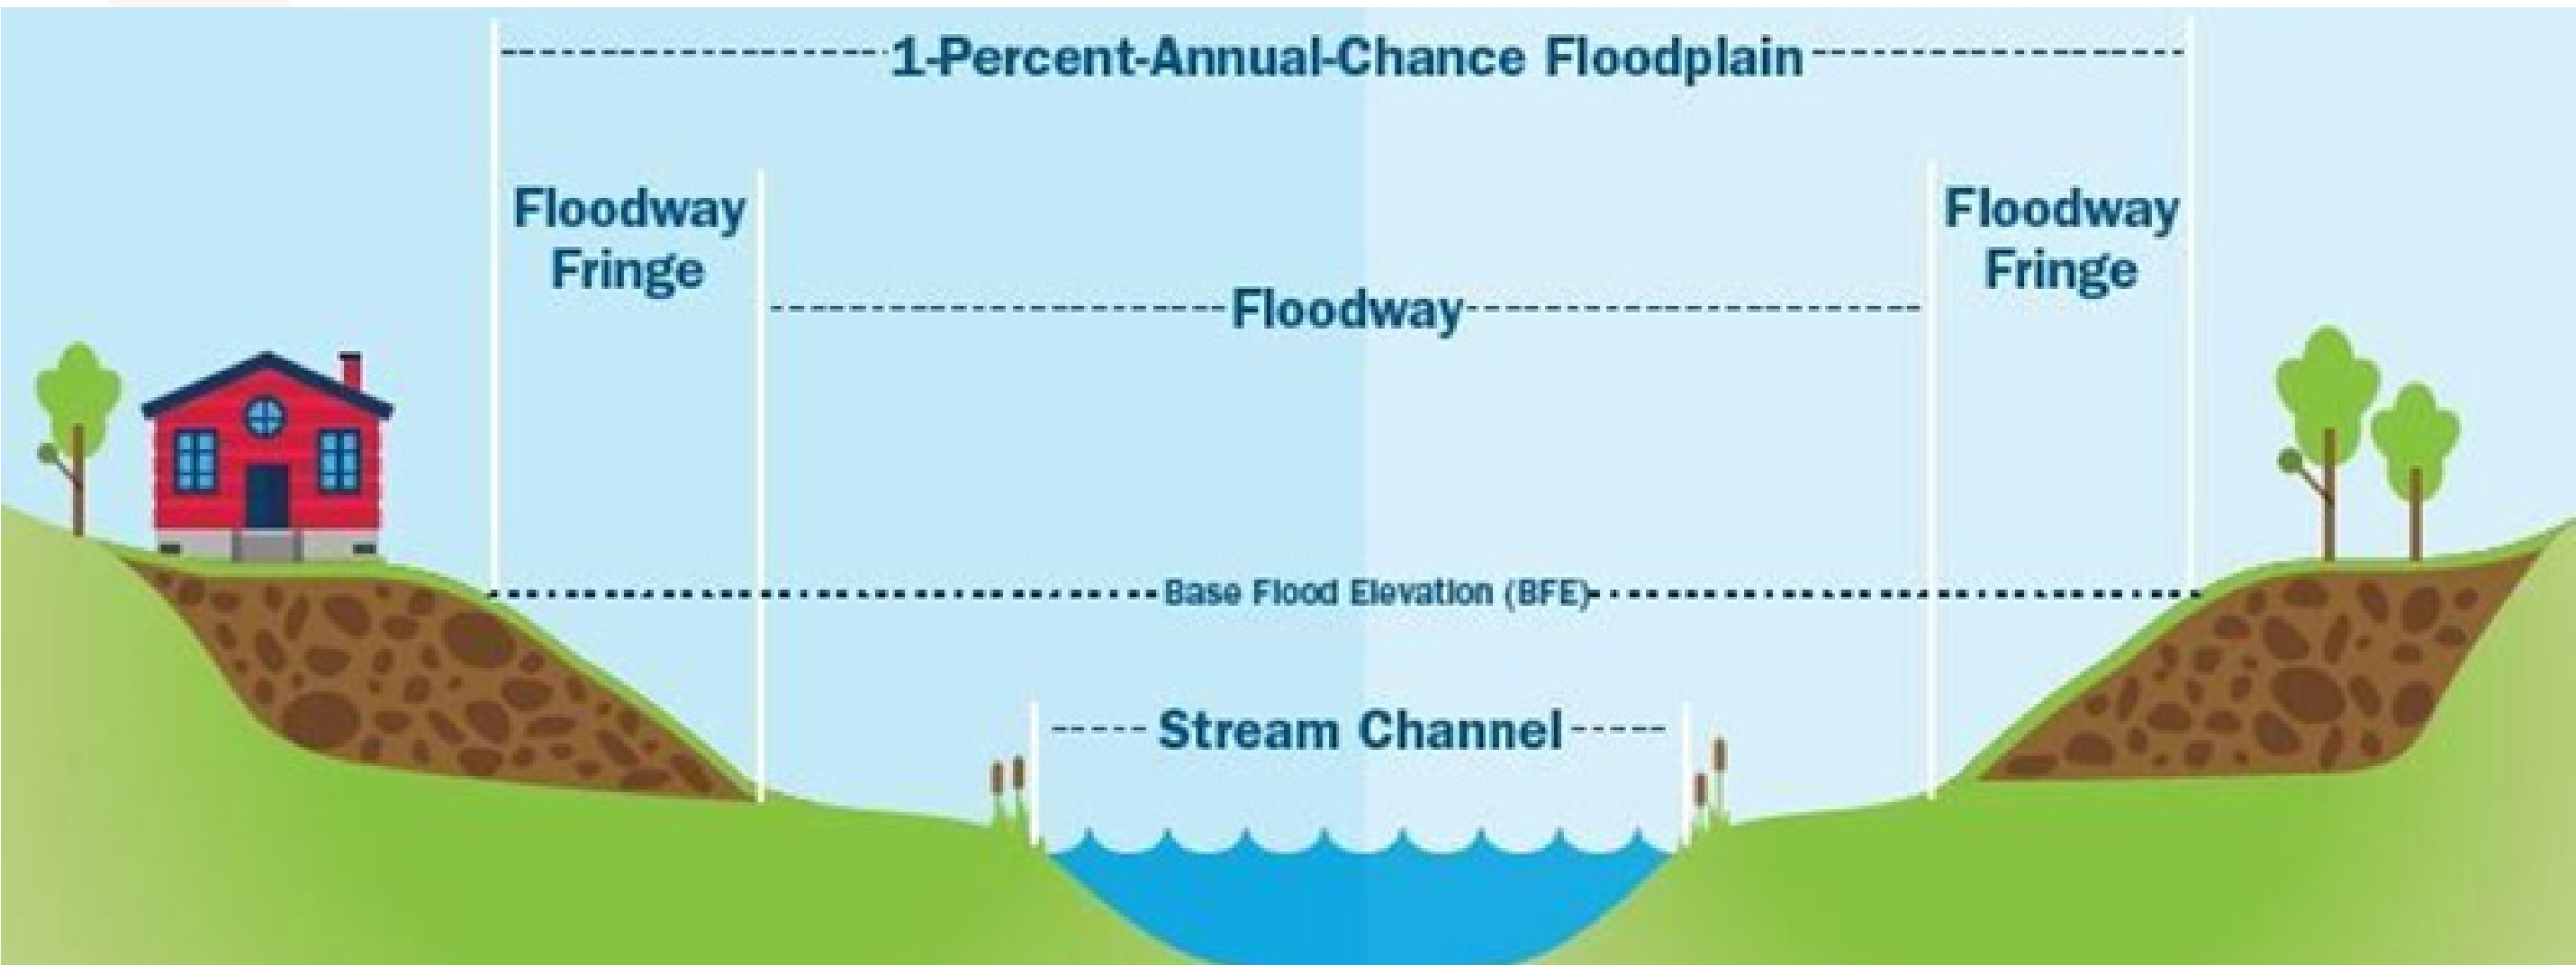 1-Percent-Annual-Chance Floodplain
Floodway
Fringe
Floodway
Fringe
Floodway
Base Flood Elevation (BFE)
Stream Channel